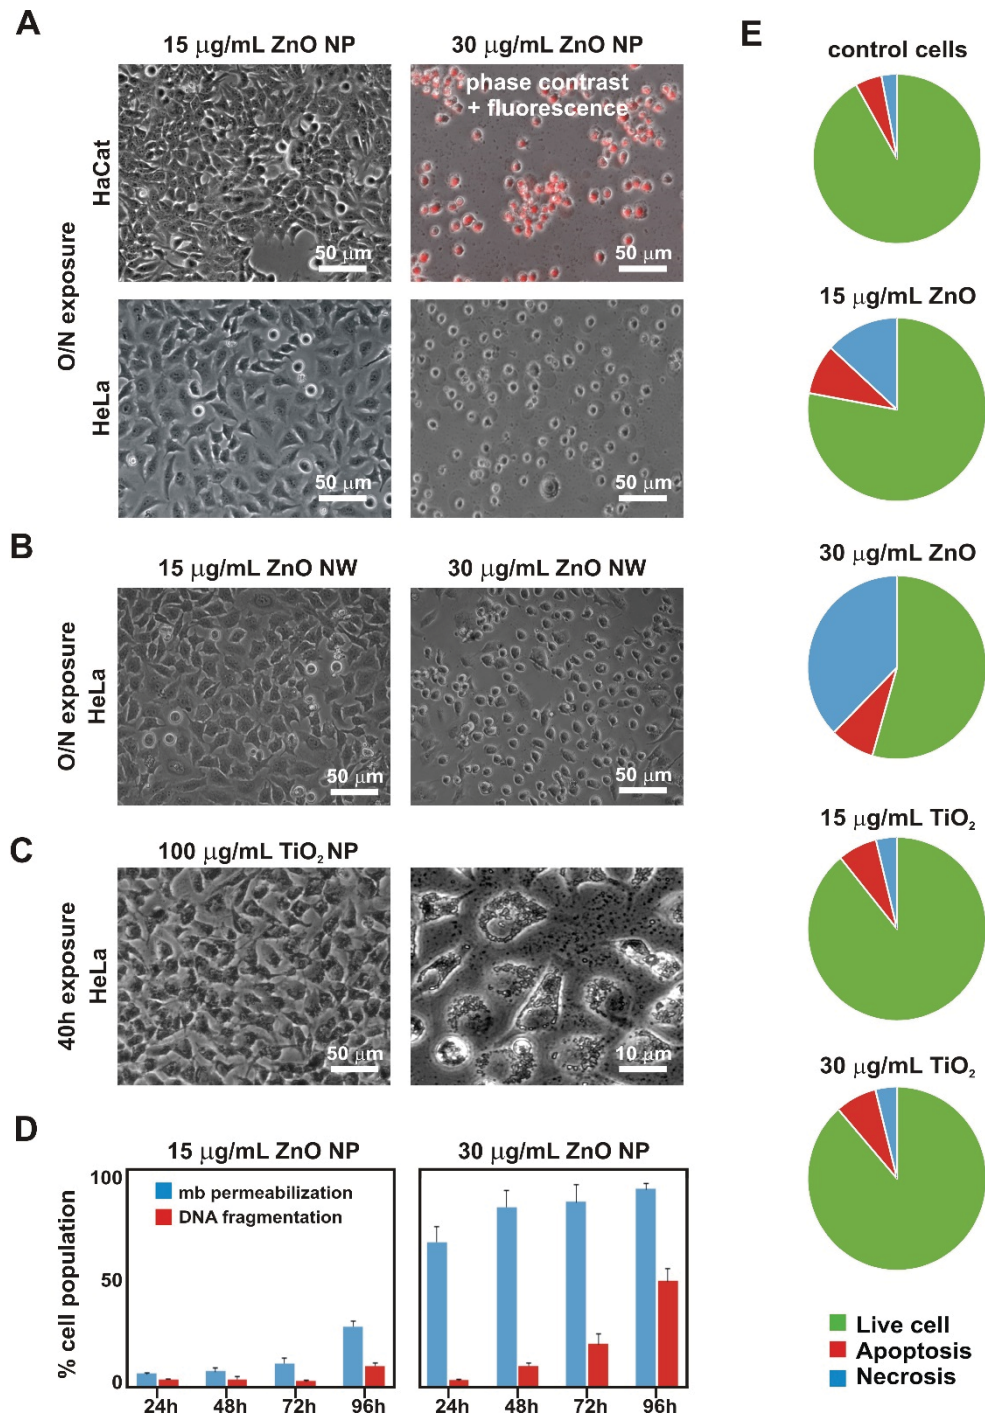 A
15 μg/mL ZnO NP
30 μg/mL ZnO NP
O/N exposure
HaCat
50 μm
phase contrast
+ fluorescence
50 μm
HeLa
50 μm
50 μm
B
15 μg/mL ZnO NW
30 μg/mL ZnO NW
O/N exposure
HeLa
50 μm
50 μm
C
100 μg/mL TiO₂ NP
40h exposure
HeLa
50 μm
10 μm
D
15 μg/mL ZnO NP
30 μg/mL ZnO NP
% cell population
100
50
0
mb permeabilization
DNA fragmentation
24h 48h 72h 96h
24h 48h 72h 96h
E
control cells
15 μg/mL ZnO
30 μg/mL ZnO
15 μg/mL TiO₂
30 μg/mL TiO₂
Live cell
Apoptosis
Necrosis